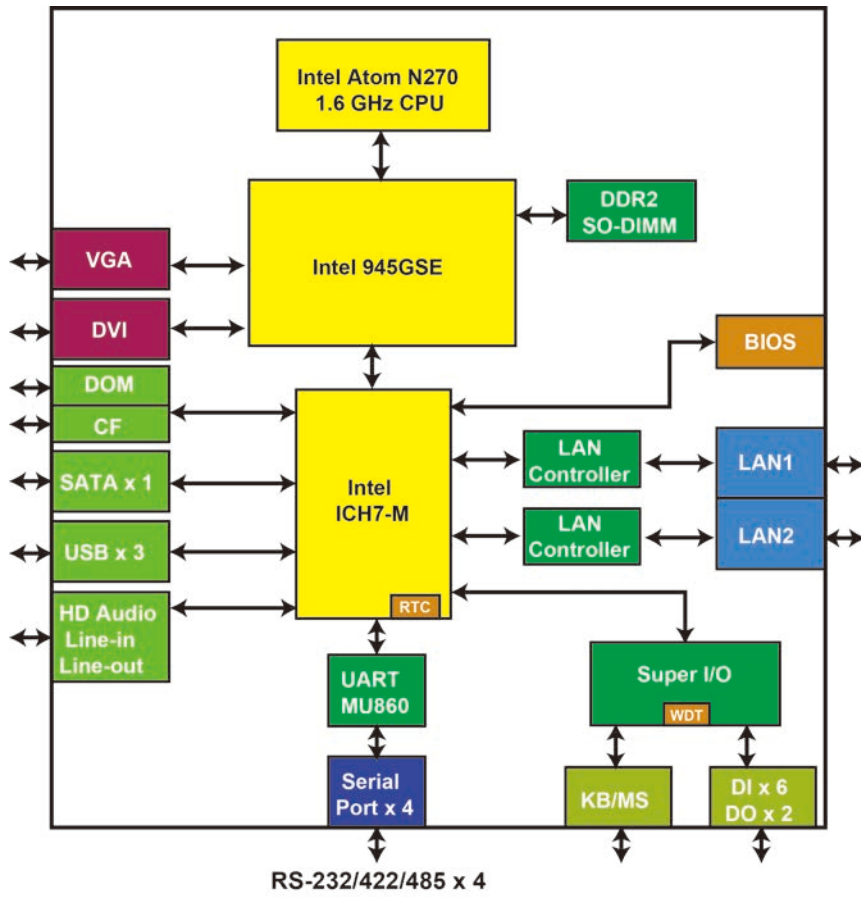 Intel Atom N270
1.6 GHz CPU
DDR2
SO-DIMM
VGA
Intel 945GSE
DVI
BIOS
DOM
CF
LAN
Controller
LAN1
SATA x 1
Intel
ICH7-M
LAN
Controller
LAN2
USB x 3
HD Audio
Line-in
Line-out
RTC
UART
MU860
Super I/O
WDT
Serial
Port x 4
KB/MS
DI x 6
DO x 2
RS-232/422/485 x 4